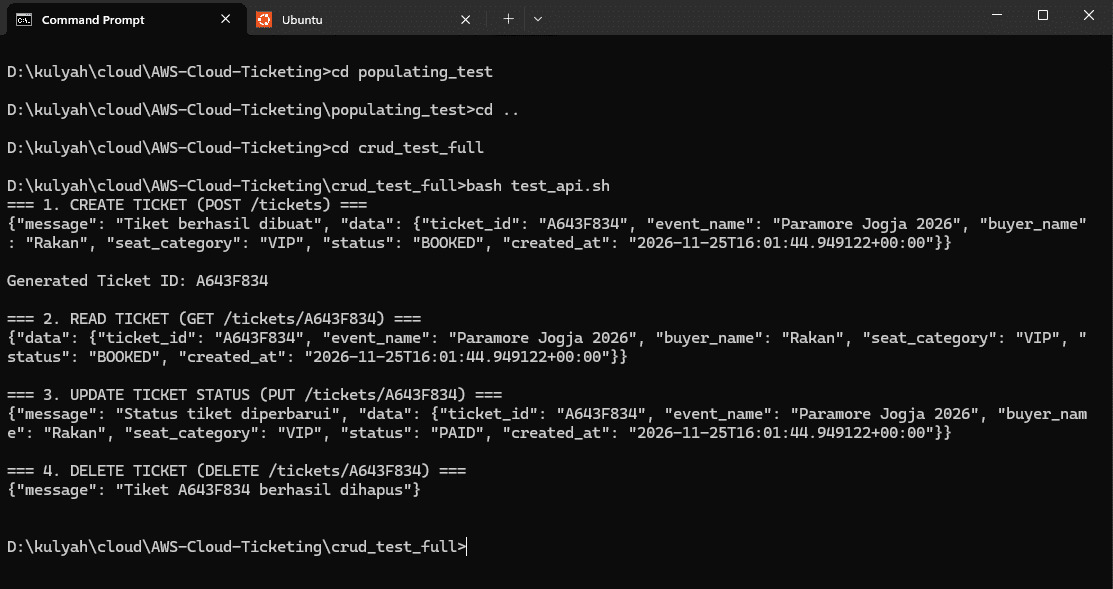 Command Prompt
Ubuntu
D:\kulyah\cloud\AWS-Cloud-Ticketing>cd populating_test
D:\kulyah\cloud\AWS-Cloud-Ticketing\populating_test>cd ..
D:\kulyah\cloud\AWS-Cloud-Ticketing>cd crud_test_full
D:\kulyah\cloud\AWS-Cloud-Ticketing\crud_test_full>bash test_api.sh
=== 1. CREATE TICKET (POST /tickets) ===
{"message": "Tiket berhasil dibuat", "data": {"ticket_id": "A643F834", "event_name": "Paramore Jogja 2026", "buyer_name"
: "Rakan", "seat_category": "VIP", "status": "BOOKED", "created_at": "2026-11-25T16:01:44.949122+00:00"}}
Generated Ticket ID: A643F834
=== 2. READ TICKET (GET /tickets/A643F834) ===
{"data": {"ticket_id": "A643F834", "event_name": "Paramore Jogja 2026", "buyer_name": "Rakan", "seat_category": "VIP", "
status": "BOOKED", "created_at": "2026-11-25T16:01:44.949122+00:00"}}
=== 3. UPDATE TICKET STATUS (PUT /tickets/A643F834) ===
{"message": "Status tiket diperbarui", "data": {"ticket_id": "A643F834", "event_name": "Paramore Jogja 2026", "buyer_nam
e": "Rakan", "seat_category": "VIP", "status": "PAID", "created_at": "2026-11-25T16:01:44.949122+00:00"}}
=== 4. DELETE TICKET (DELETE /tickets/A643F834) ===
{"message": "Tiket A643F834 berhasil dihapus"}
D:\kulyah\cloud\AWS-Cloud-Ticketing\crud_test_full>